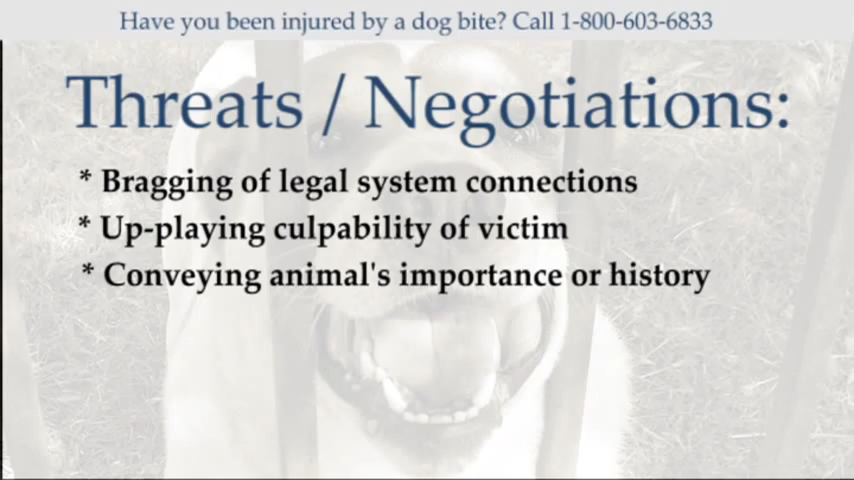 Have you been injured by a dog bite? Call 1-800-603-6833
Threats / Negotiations:
* Bragging of legal system connections
* Up-playing culpability of victim
* Conveying animal's importance or history